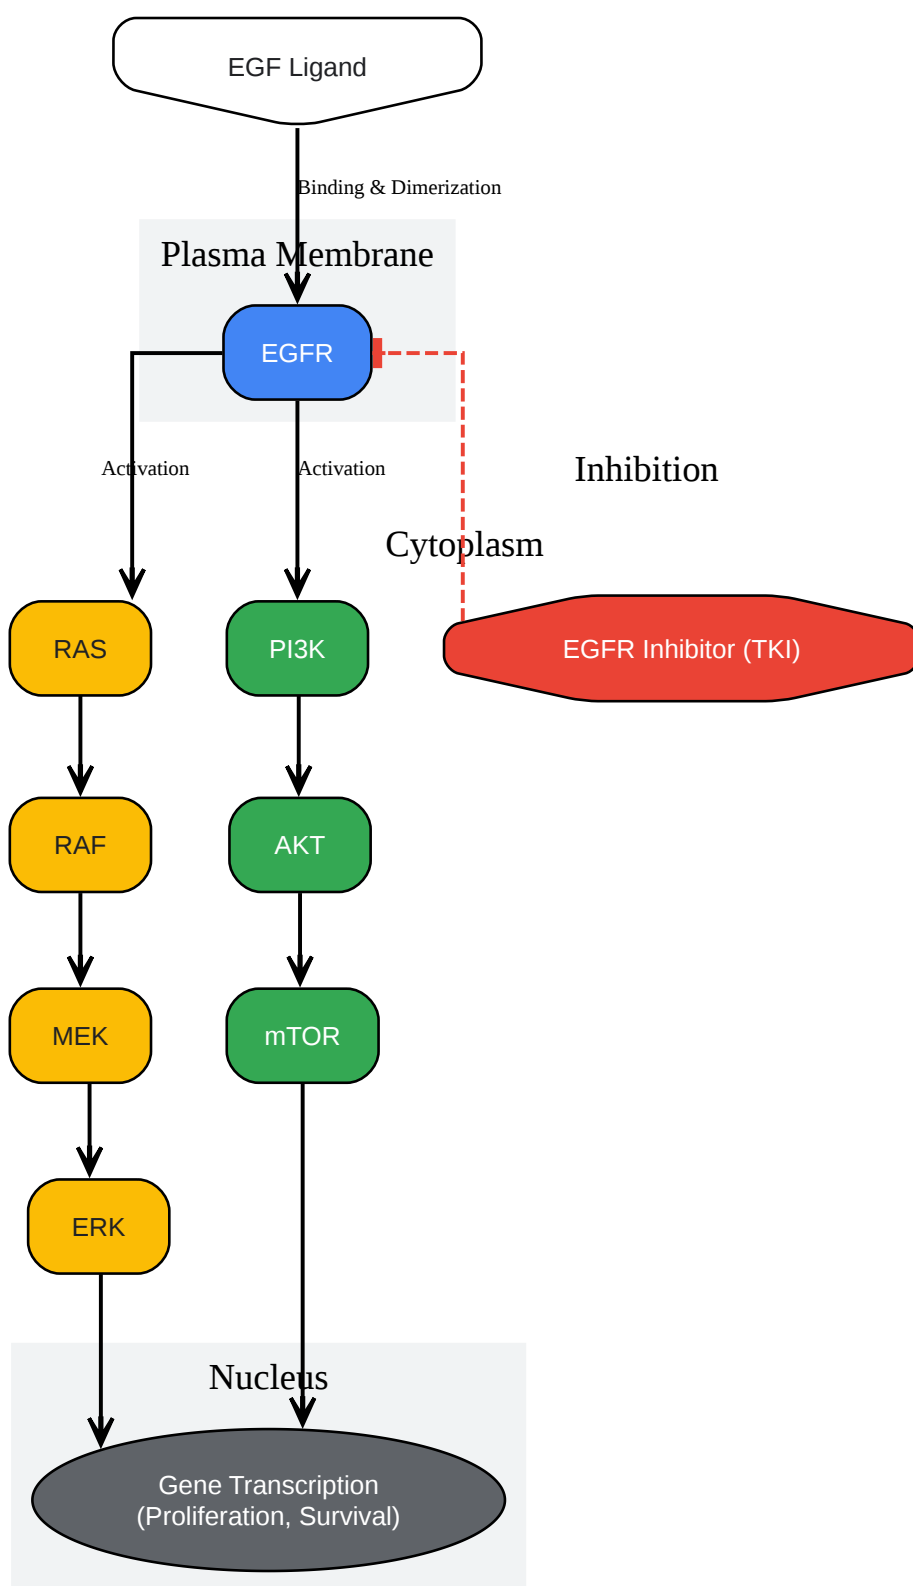 EGF Ligand
Binding & Dimerization
Plasma Membrane
EGFR
Activation
Activation
Inhibition
Cytoplasm
RAS
PI3K
EGFR Inhibitor (TKI)
RAF
AKT
MEK
mTOR
ERK
Nucleus
Gene Transcription
(Proliferation, Survival)